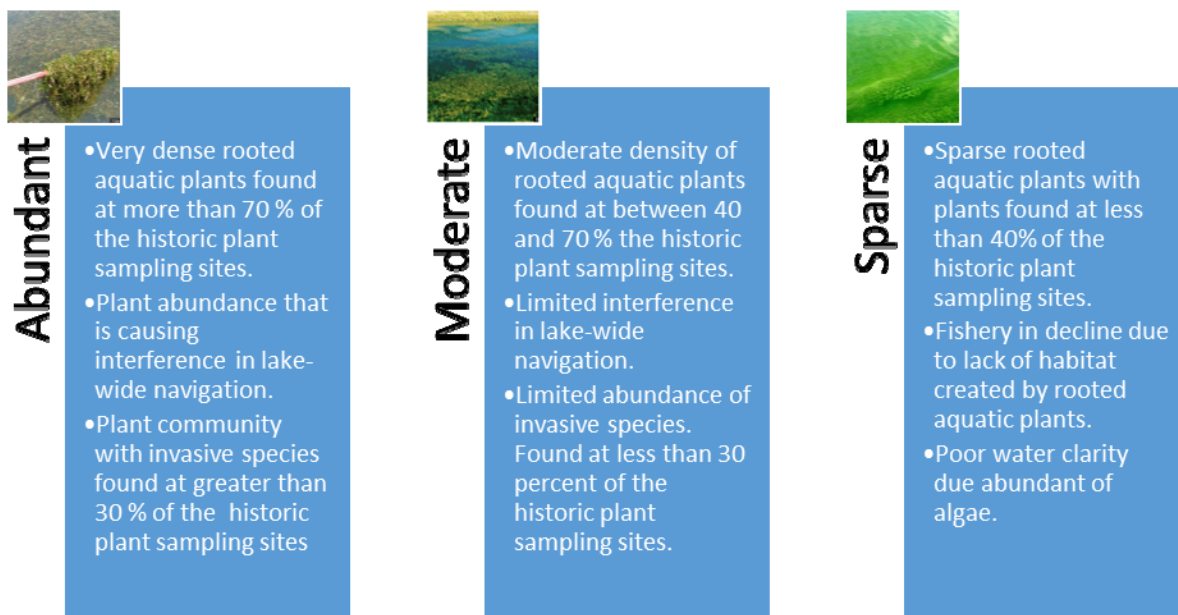 Abundant
•Very dense rooted
aquatic plants found
at more than 70 % of
the historic plant
sampling sites.
•Plant abundance that
is causing
interference in lake-
wide navigation.
•Plant community
with invasive species
found at greater than
30 % of the  historic
plant sampling sites
Moderate
•Moderate density of
rooted aquatic plants
found at between 40
and 70 % the historic
plant sampling sites.
•Limited interference
in lake-wide
navigation.
•Limited abundance of
invasive species.
Found at less than 30
percent of the
historic plant
sampling sites.
Sparse
•Sparse rooted
aquatic plants with
plants found at less
than 40% of the
historic plant
sampling sites.
•Fishery in decline due
to lack of habitat
created by rooted
aquatic plants.
•Poor water clarity
due abundant of
algae.